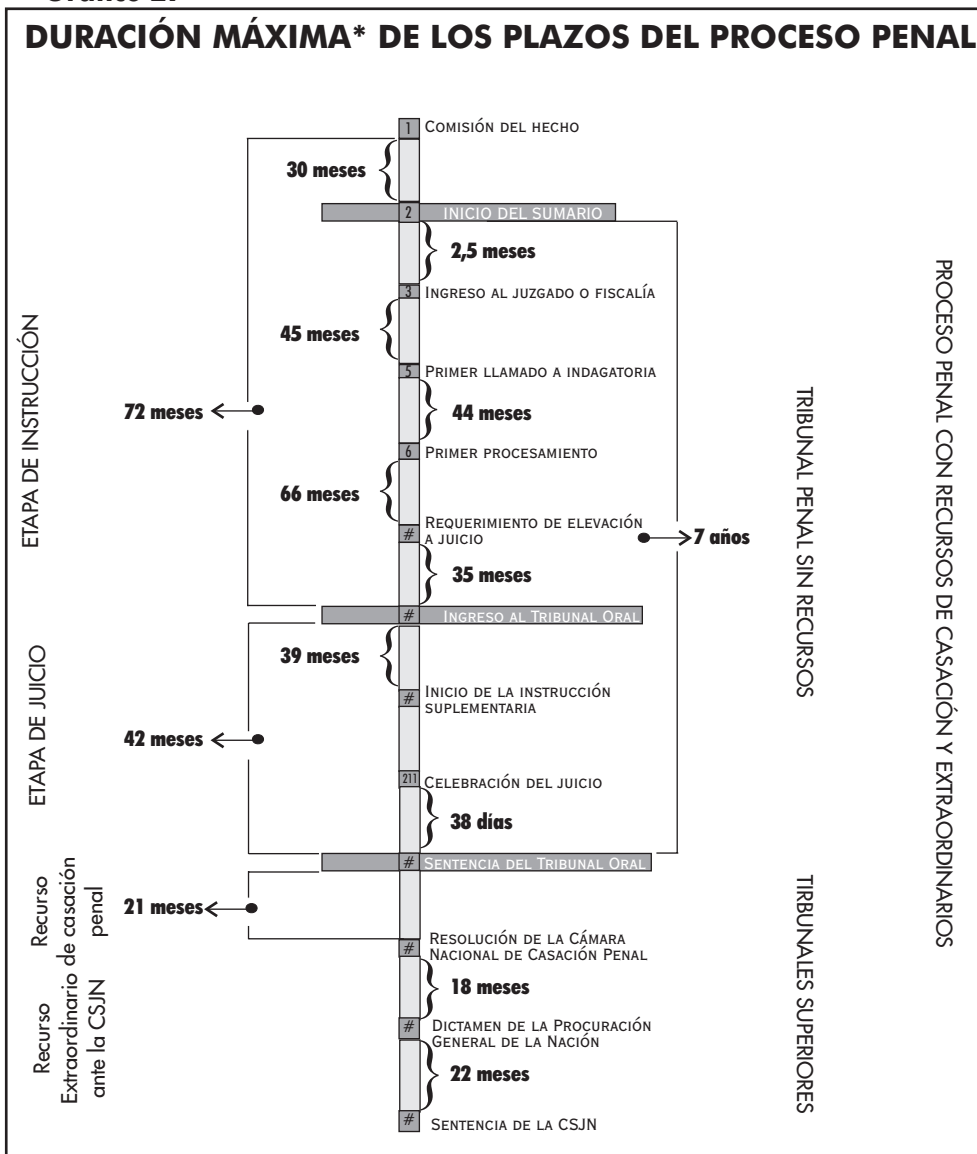 DURACIÓN MÁXIMA* DE LOS PLAZOS DEL PROCESO PENAL
1 COMISIÓN DEL HECHO
30 meses
2 INICIO DEL SUMARIO
2,5 meses
3 INGRESO AL JUZGADO O FISCALÍA
45 meses
5 PRIMER LLAMADO A INDAGATORIA
72 meses
44 meses
6 PRIMER PROCESAMIENTO
66 meses
# REQUERIMIENTO DE ELEVACIÓN
A JUICIO
7 años
35 meses
# INGRESO AL TRIBUNAL ORAL
39 meses
# INICIO DE LA INSTRUCCIÓN
SUPLEMENTARIA
42 meses
211 CELEBRACIÓN DEL JUICIO
38 días
# SENTENCIA DEL TRIBUNAL ORAL
21 meses
# RESOLUCIÓN DE LA CÁMARA
NACIONAL DE CASACIÓN PENAL
18 meses
# DICTAMEN DE LA PROCURACIÓN
GENERAL DE LA NACIÓN
22 meses
# SENTENCIA DE LA CSJN
ETAPA DE INSTRUCCIÓN
ETAPA DE JUICIO
Recurso
de casación
penal
Recurso
Extraordinario
ante la CSJN
TRIBUNAL PENAL SIN RECURSOS
TIRBUNALES SUPERIORES
PROCESO PENAL CON RECURSOS DE CASACIÓN Y EXTRAORDINARIOS